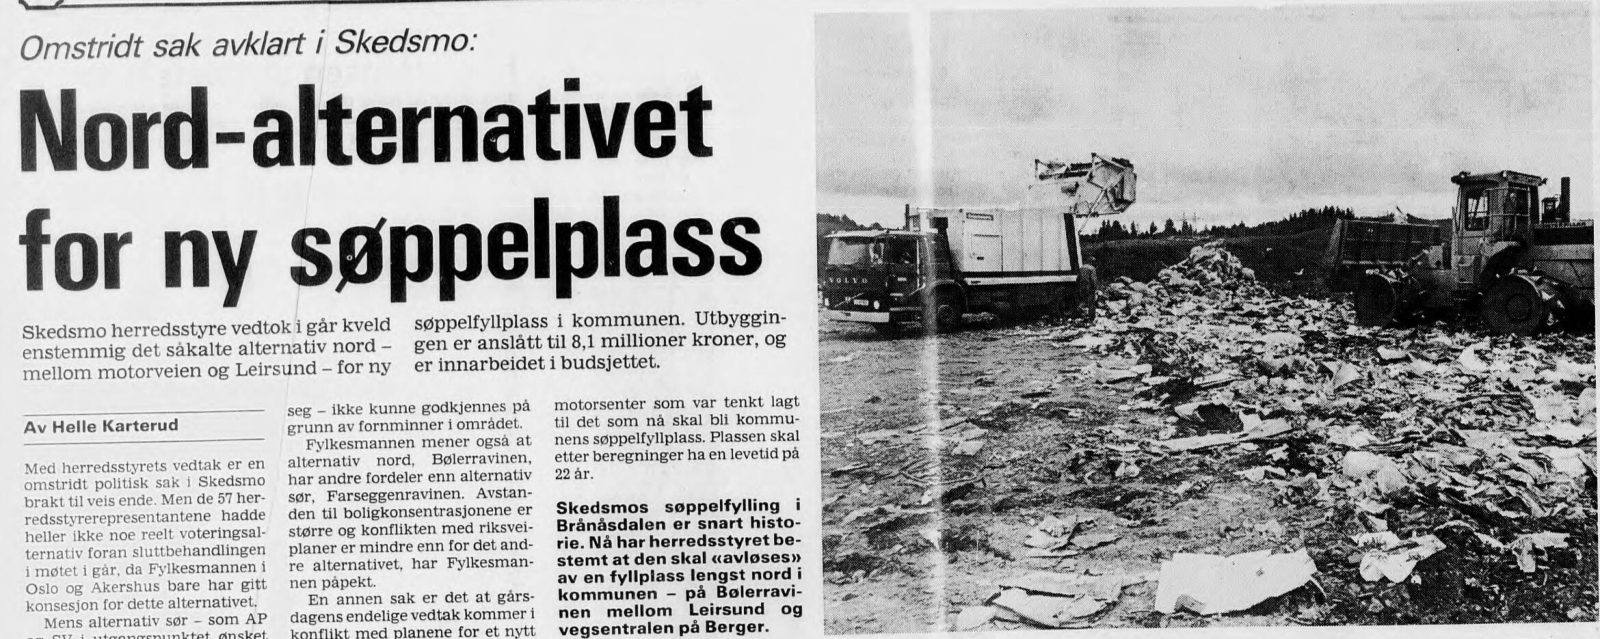 Omstridt sak avklart i Skedsmo:
Nord-alternativet
for ny søppelplass
Skedsmo herredsstyre vedtok i går kveld
enstemmig det såkalte alternativ nord –
mellom motorveien og Leirsund – for ny
søppelfyllplass i kommunen. Utbyggin-
gen er anslått til 8,1 millioner kroner, og
er innarbeidet i budsjettet.
Av Helle Karterud
Med herredsstyrets vedtak er en
omstridt politisk sak i Skedsmo
brakt til veis ende. Men de 57 her-
redsstyrerepresentantene hadde
heller ikke noe reelt voteringsal-
ternativ foran sluttbehandlingen
i møtet i går, da Fylkesmannen i
Oslo og Akershus bare har gitt
konsesjon for dette alternativet.
Mens alternativ sør – som AP
og SV i utgangspunktet ønsket
seg – ikke kunne godkjennes på
grunn av fornminner i området.
Fylkesmannen mener også at
alternativ nord, Bølerravinen,
har andre fordeler enn alternativ
sør, Farseggenravinen. Avstan-
den til boligkonsentrasjonene er
større og konflikten med riksvei-
planer er mindre enn for det and-
re alternativet, har Fylkesman-
nen påpekt.
En annen sak er det at gårs-
dagens endelige vedtak kommer i
konflikt med planene for et nytt
motorsenter som var tenkt lagt
til det som nå skal bli kommu-
nens søppelfyllplass. Plassen skal
etter beregninger ha en levetid på
22 år.
Skedsmos søppelfylling i
Brånåsdalen er snart histo-
rie. Nå har herredsstyret be-
stemt at den skal «avløses»
av en fyllplass lengst nord i
kommunen – på Bølerravi-
nen mellom Leirsund og
vegsentralen på Berger.
VOLVO